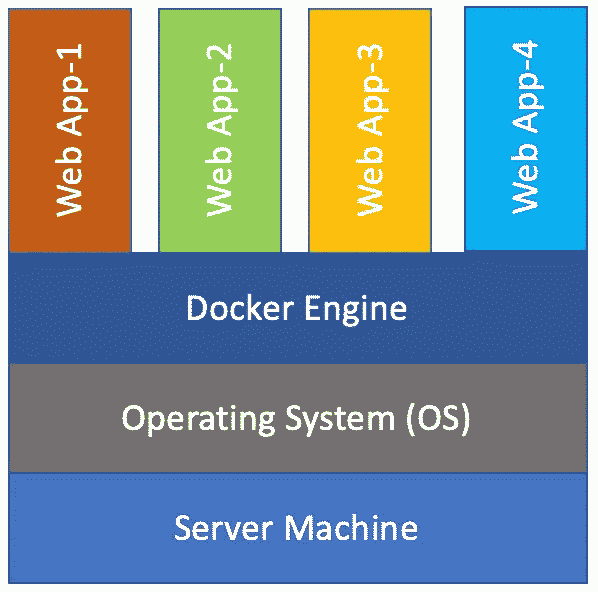 Web App-1
Web App-2
Web App-3
Web App-4
Docker Engine
Operating System (OS)
Server Machine